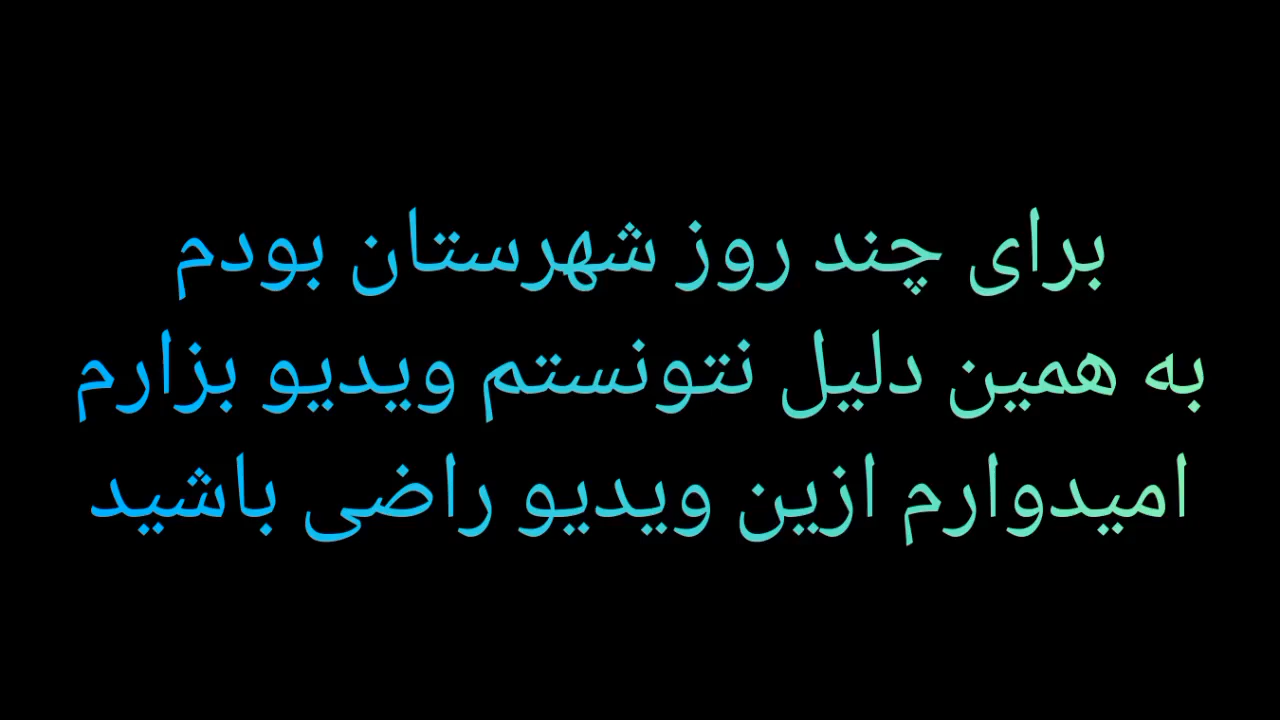 برای چند روز شهرستان بودم
به همین دلیل نتونستم ویدیو بزارم
امیدوارم ازین ویدیو راضی باشید